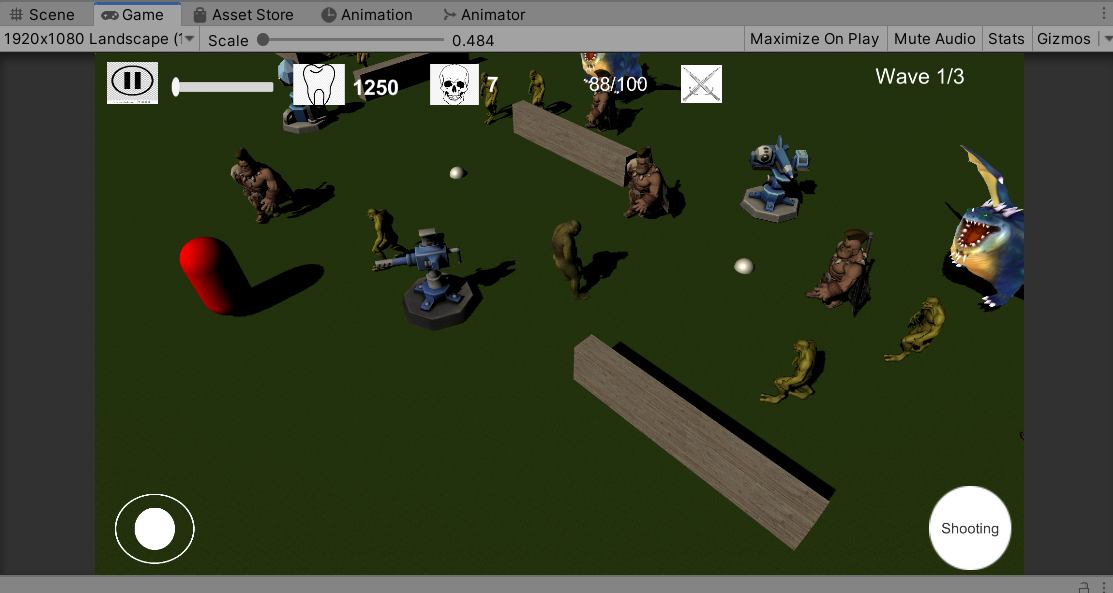 Scene Game Asset Store Animation Animator
1920x1080 Landscape (1 Scale 0.484 Maximize On Play Mute Audio Stats Gizmos
1250 7 88/100 Wave 1/3
Shooting